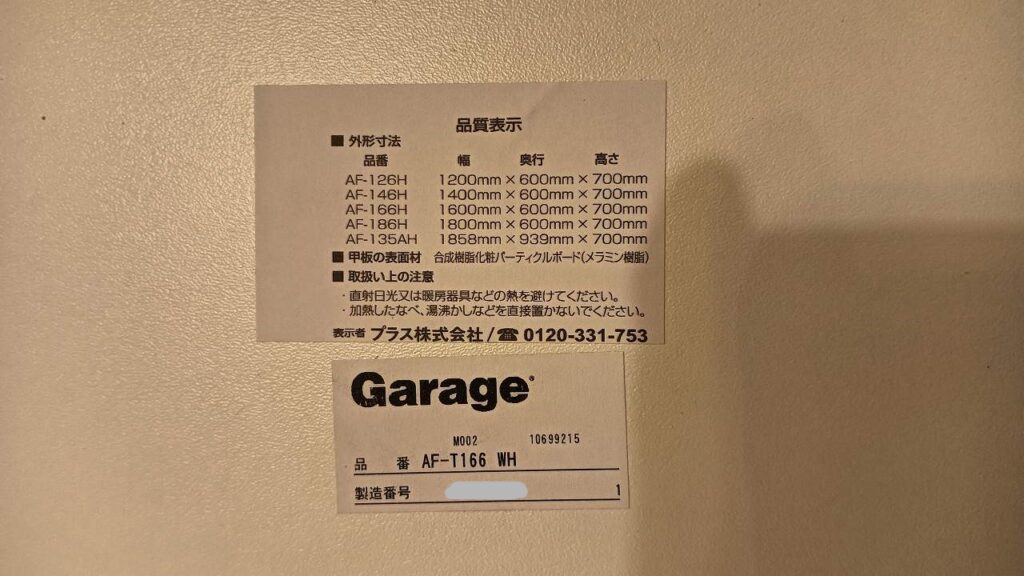 品質表示
■ 外形寸法
品番 幅 奥行 高さ
AF-126H 1200mm × 600mm × 700mm
AF-146H 1400mm × 600mm × 700mm
AF-166H 1600mm × 600mm × 700mm
AF-186H 1800mm × 600mm × 700mm
AF-135AH 1858mm × 939mm × 700mm
■ 甲板の表面材 合成樹脂化粧パーティクルボード(メラミン樹脂)
■ 取扱い上の注意
・直射日光又は暖房器具などの熱を避けてください。
・加熱したなべ、湯沸かしなどを直接置かないでください。
表示者 プラス株式会社/☎ 0120-331-753
Garage
M002 10699215
品 番 AF-T166 WH
製造番号 1